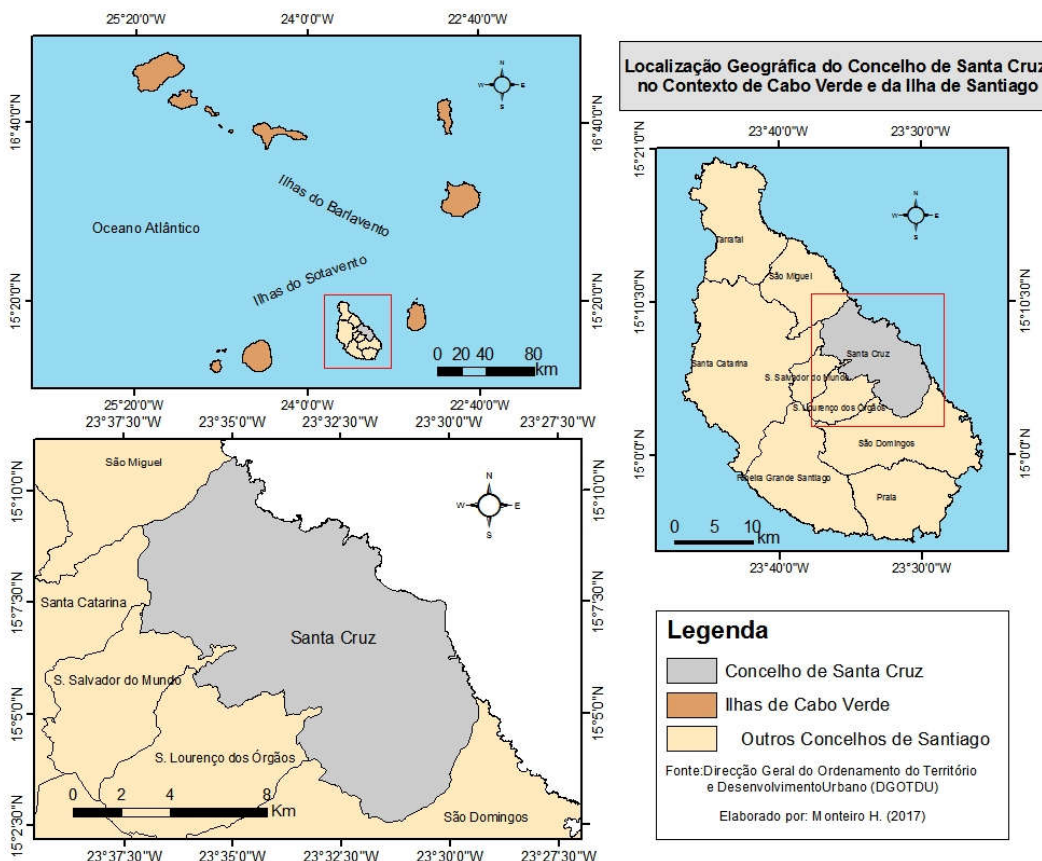 Localização Geográfica do Concelho de Santa Cruz
no Contexto de Cabo Verde e da Ilha de Santiago
25°20'0"W 24°0'0"W 22°40'0"W
16°40'0"N 16°40'0"N
15°20'0"N 15°20'0"N
N
W E
S
Ilhas do Barlavento
Oceano Atlântico
Ilhas do Sotavento
0 20 40 80
km
25°20'0"W 24°0'0"W 22°40'0"W
23°40'0"W 23°30'0"W
15°21'0"N 15°21'0"N
15°10'30"N 15°10'30"N
15°0'0"N 15°0'0"N
N
W E
S
Tarrafal
São Miguel
Santa Catarina
Santa Cruz
S. Salvador do Mundo
S. Lourenço dos Órgãos
São Domingos
Ribeira Grande Santiago
Praia
0 5 10
km
23°40'0"W 23°30'0"W
23°37'30"W 23°35'0"W 23°32'30"W 23°30'0"W 23°27'30"W
15°10'0"N 15°10'0"N
15°7'30"N 15°7'30"N
15°5'0"N 15°5'0"N
15°2'30"N 15°2'30"N
N
W E
S
São Miguel
Santa Catarina
Santa Cruz
S. Salvador do Mundo
S. Lourenço dos Órgãos
São Domingos
0 2 4 8
Km
23°37'30"W 23°35'0"W 23°32'30"W 23°30'0"W 23°27'30"W
Legenda
Concelho de Santa Cruz
Ilhas de Cabo Verde
Outros Concelhos de Santiago
Fonte:Direcção Geral do Ordenamento do Território
e DesenvolvimentoUrbano (DGOTDU)
Elaborado por: Monteiro H. (2017)